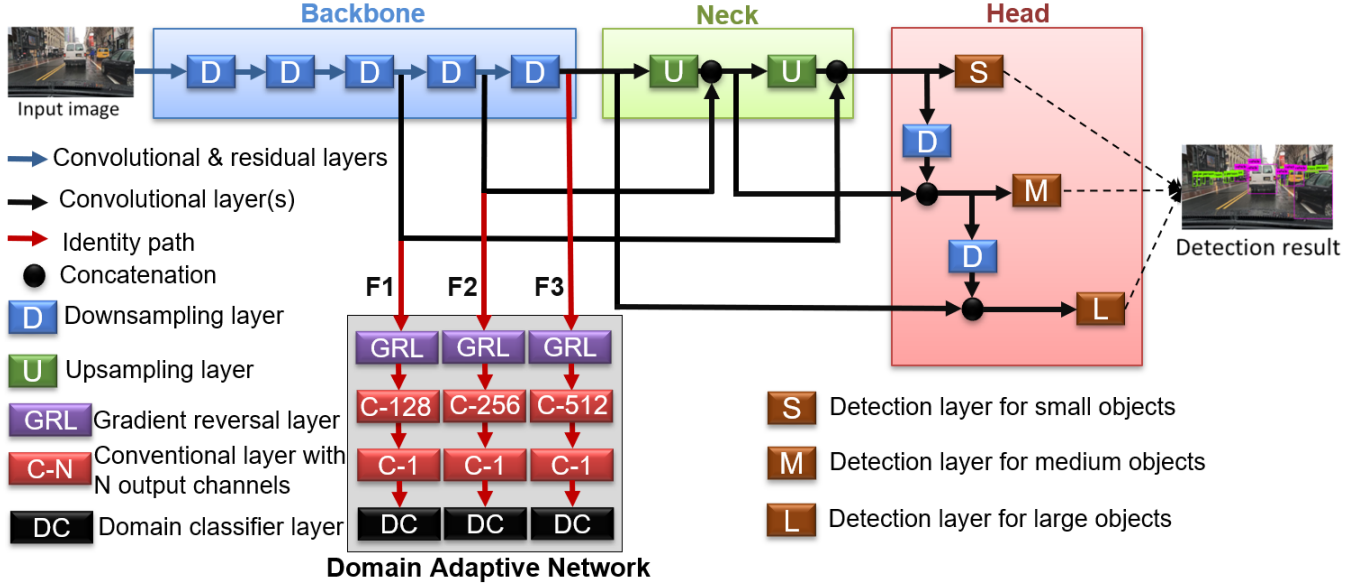 Backbone
Neck
Head
D
D
D
D
D
U
U
S
Input image
D
Convolutional & residual layers
Convolutional layer(s)
M
Identity path
Detection result
Concatenation
D
F1
F2
F3
D
Downsampling layer
L
U
Upsampling layer
GRL
GRL
GRL
C-128
C-256
C-512
GRL
Gradient reversal layer
S
Detection layer for small objects
C-1
C-1
C-1
C-N
Conventional layer with
N output channels
M
Detection layer for medium objects
DC
DC
DC
DC
Domain classifier layer
L
Detection layer for large objects
Domain Adaptive Network